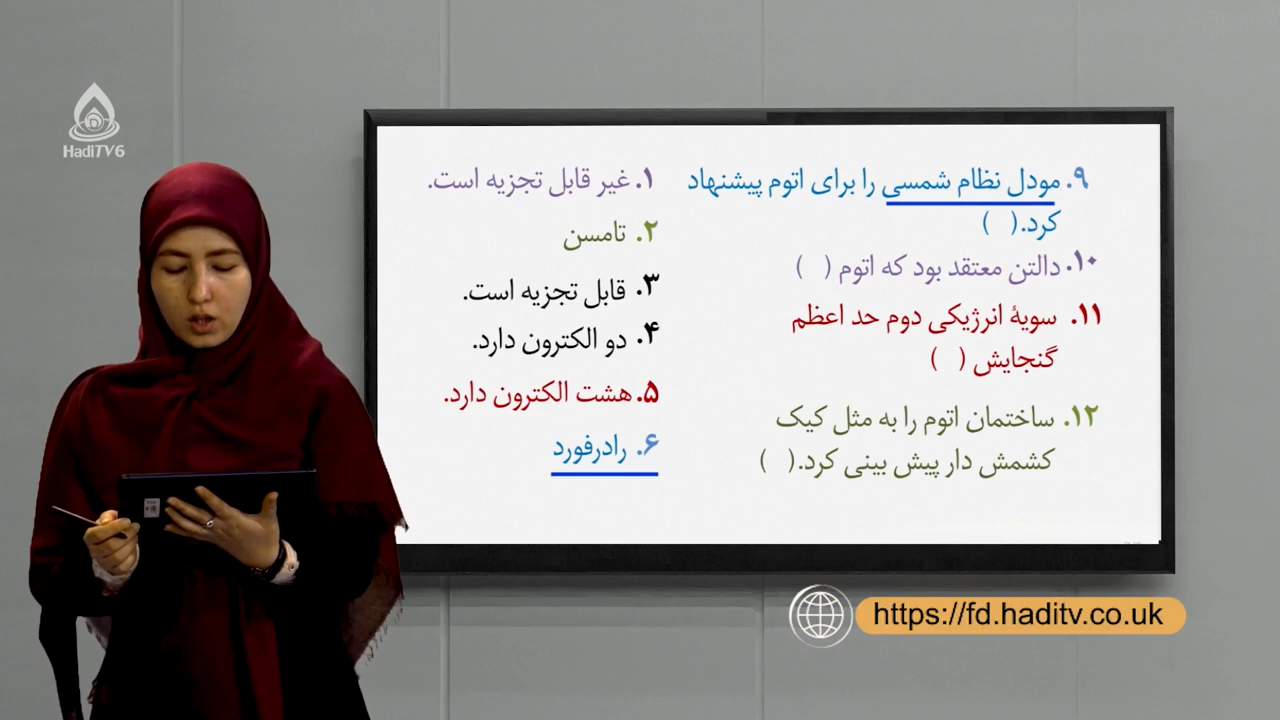 HadiTV6
۹. مودل نظام شمسی را برای اتوم پیشنهاد
کرد.( )
۱۰. دالتن معتقد بود که اتوم ( )
۱۱. سویهٔ انرژیکی دوم حد اعظم
گنجایش ( )
۱۲. ساختمان اتوم را به مثل کیک
کشمش دار پیش بینی کرد.( )
۱. غیر قابل تجزیه است.
۲. تامسن
۳. قابل تجزیه است.
۴. دو الکترون دارد.
۵. هشت الکترون دارد.
۶. رادرفورد
https://fd.haditv.co.uk